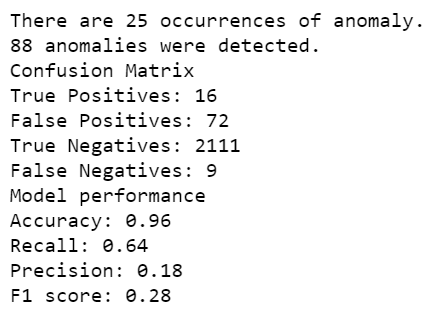 There are 25 occurrences of anomaly.
88 anomalies were detected.
Confusion Matrix
True Positives: 16
False Positives: 72
True Negatives: 2111
False Negatives: 9
Model performance
Accuracy: 0.96
Recall: 0.64
Precision: 0.18
F1 score: 0.28